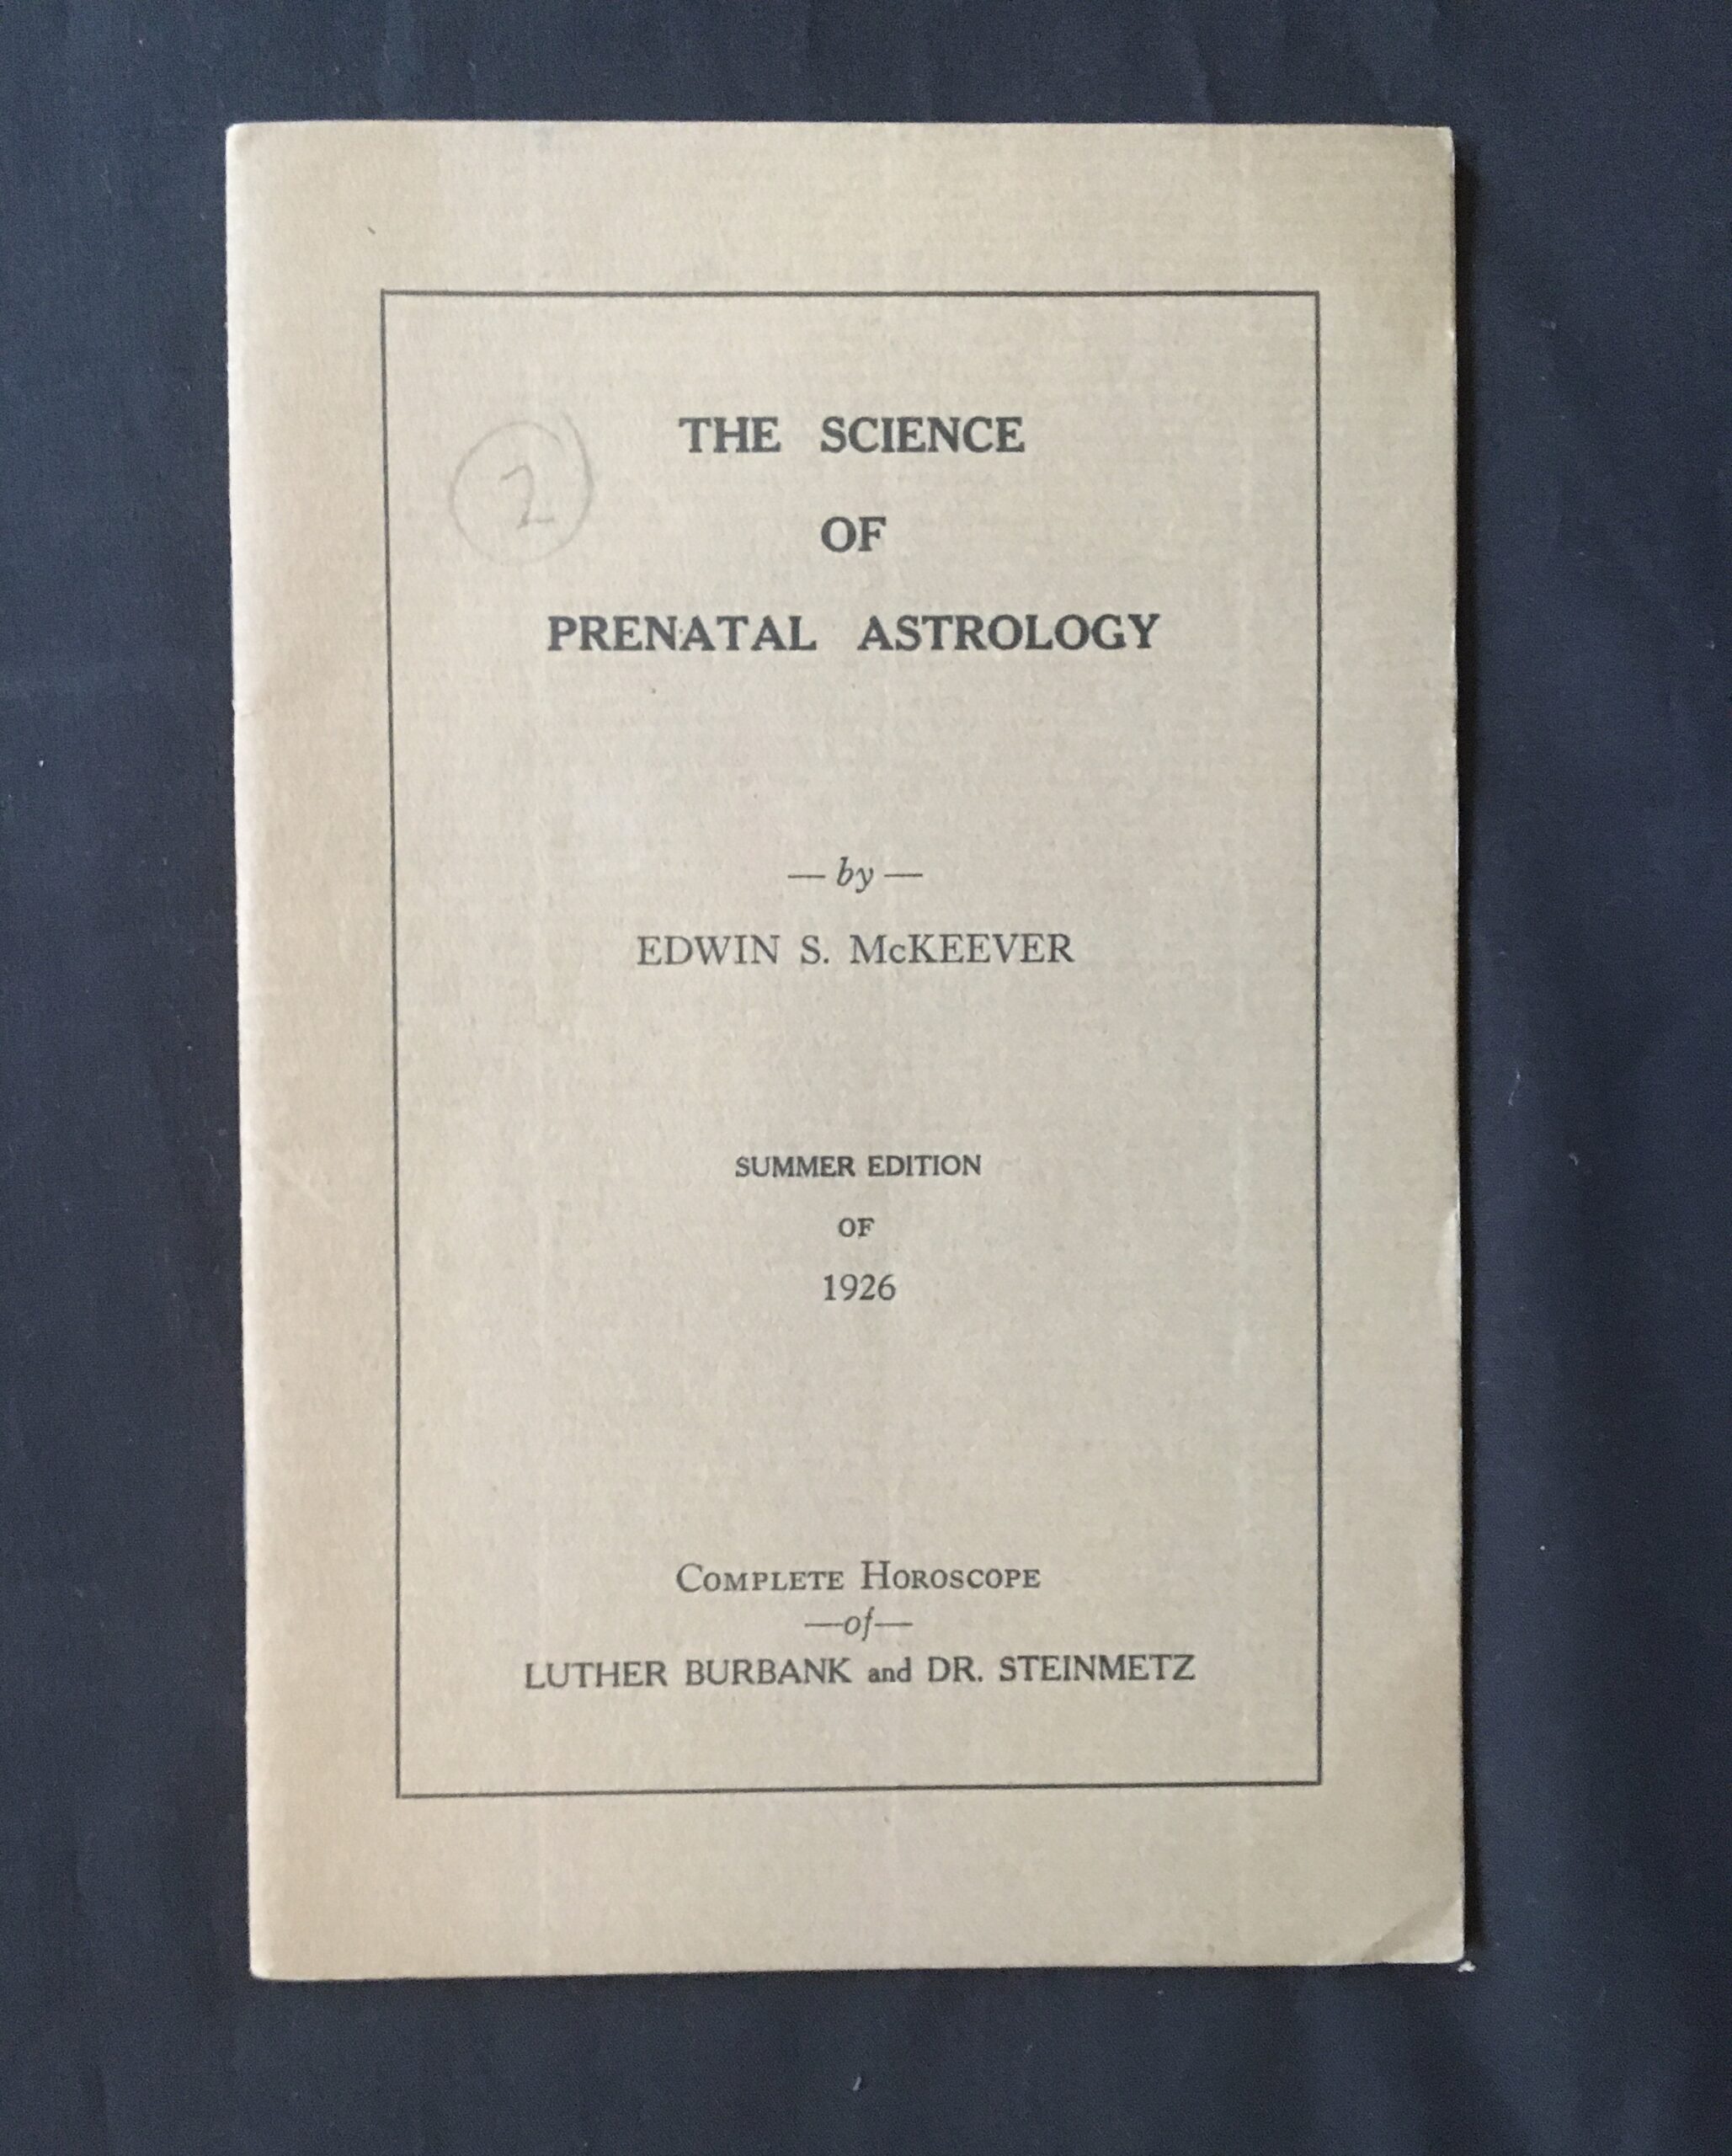 THE SCIENCE
OF
PRENATAL ASTROLOGY
2
— by —
EDWIN S. McKEEVER
SUMMER EDITION
OF
1926
COMPLETE HOROSCOPE
—of—
LUTHER BURBANK and DR. STEINMETZ